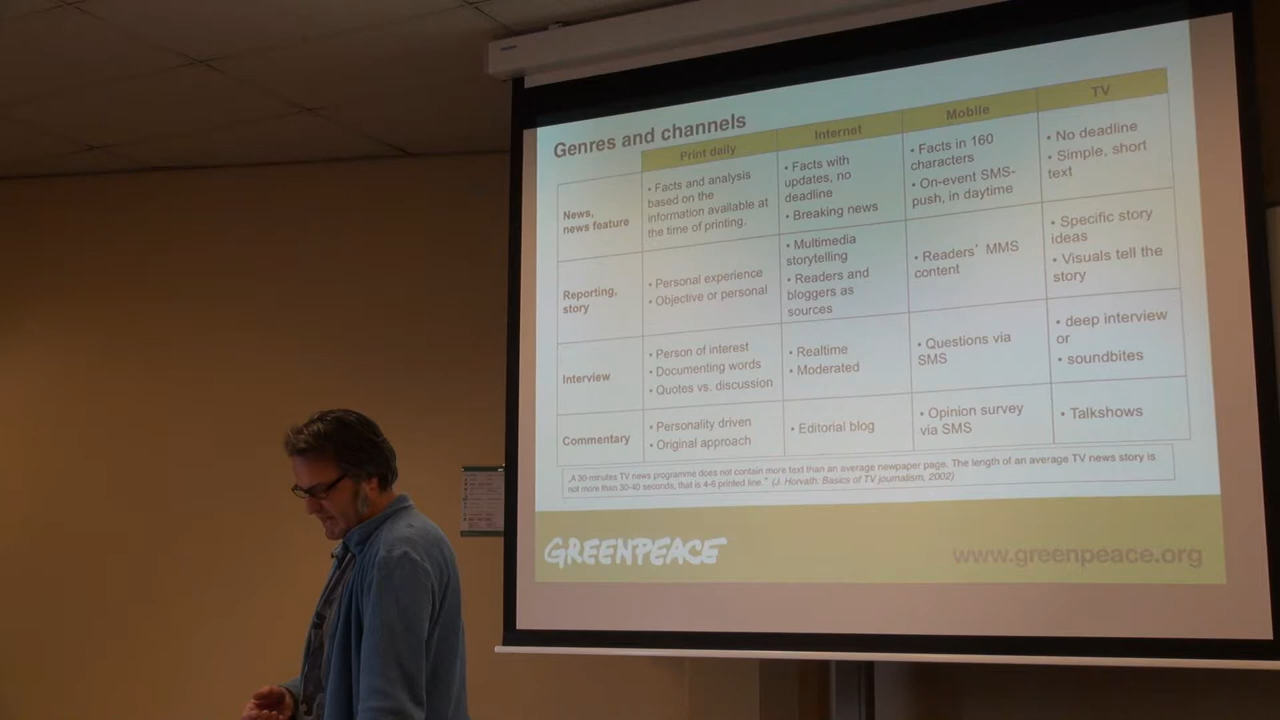 Genres and channels
Print daily
Internet
Mobile
TV
News,
news feature
• Facts and analysis
based on the
information available at
the time of printing.
• Facts with
updates, no
deadline
• Breaking news
• Facts in 160
characters
• On-event SMS-
push, in daytime
• No deadline
• Simple, short
text
Reporting,
story
• Personal experience
• Objective or personal
• Multimedia
storytelling
• Readers and
bloggers as
sources
• Readers’ MMS
content
• Specific story
ideas
• Visuals tell the
story
Interview
• Person of interest
• Documenting words
• Quotes vs. discussion
• Realtime
• Moderated
• Questions via
SMS
• deep interview
or
• soundbites
Commentary
• Personality driven
• Original approach
• Editorial blog
• Opinion survey
via SMS
• Talkshows
„A 30-minutes TV news programme does not contain more text than an average newpaper page. The length of an average TV news story is
not more than 30-40 seconds, that is 4-6 printed line.” (J. Horvath: Basics of TV journalism, 2002)
GREENPEACE
www.greenpeace.org